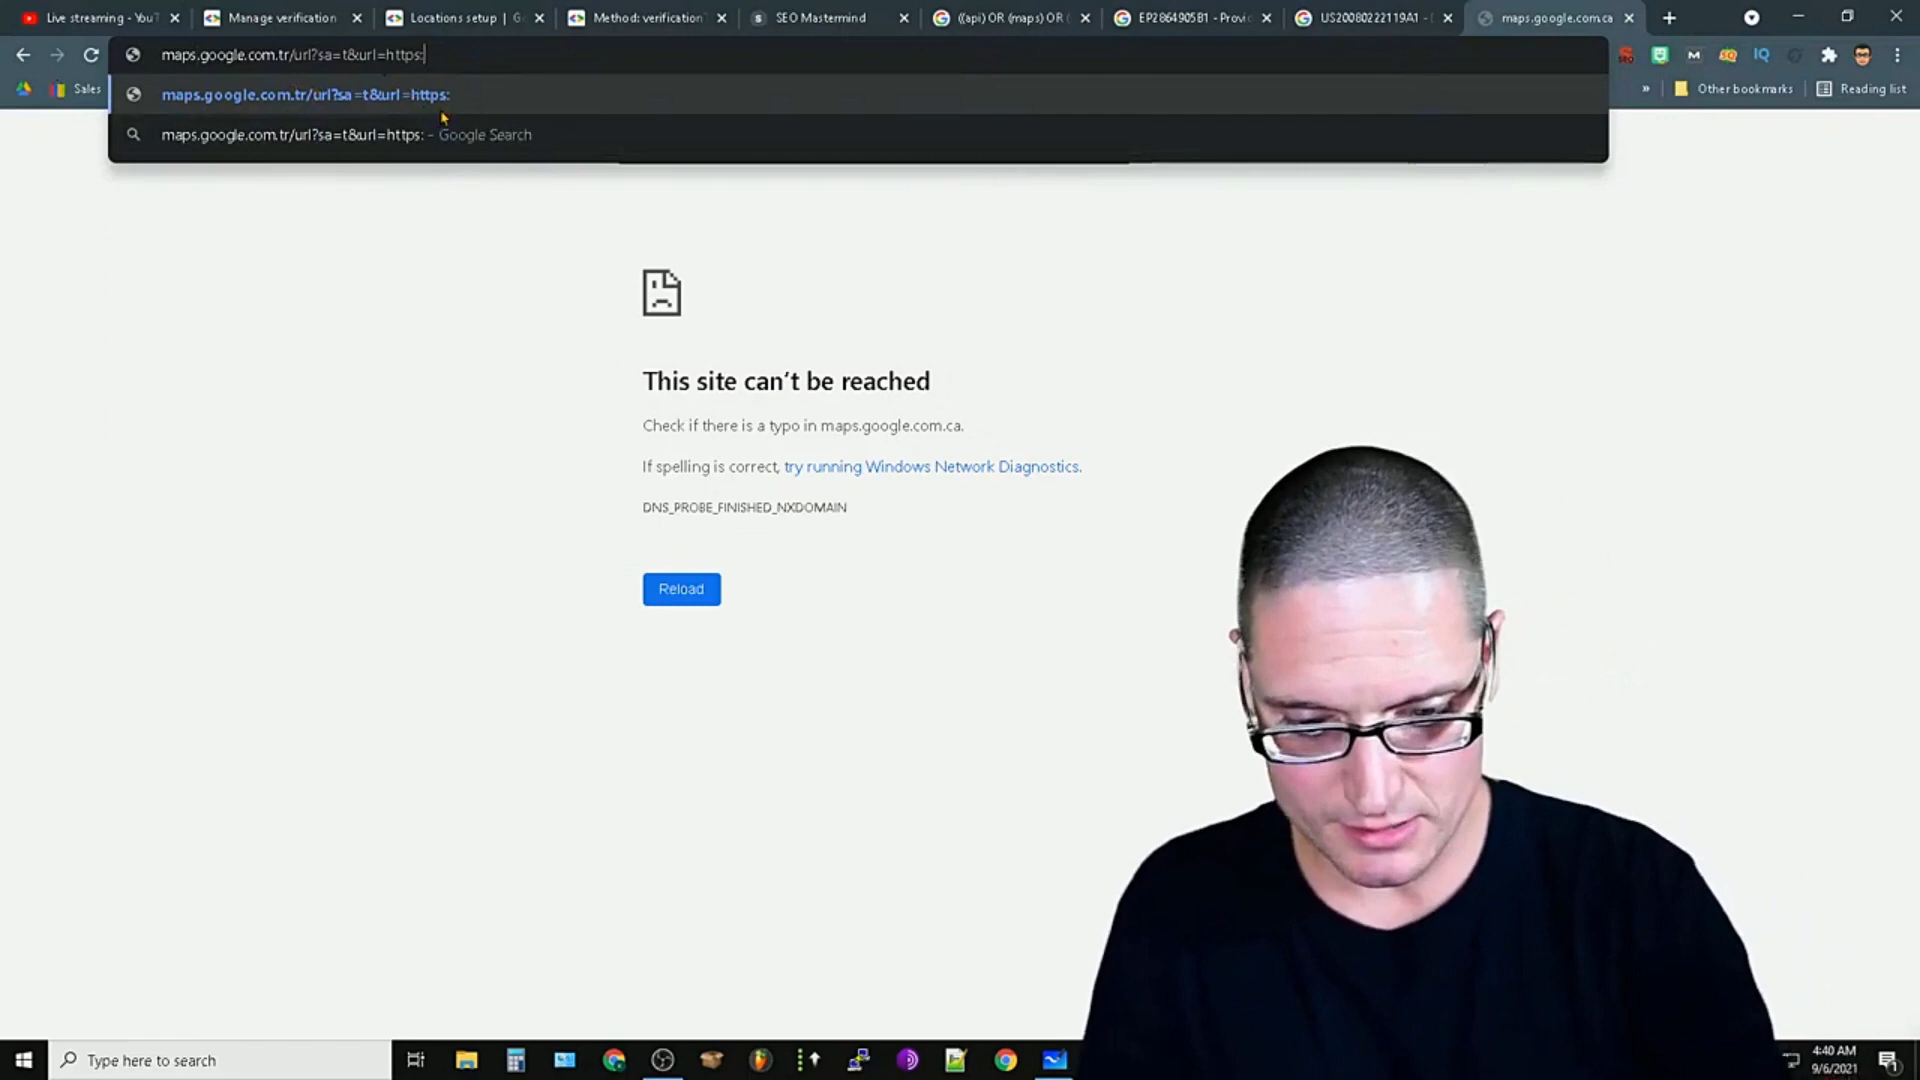 Live streaming - YouT
Manage verification
Locations setup | G
Method: verification
SEO Mastermind
((api) OR (maps) OR (
EP2864905B1 - Provi
US20080222119A1 - 
maps.google.com.ca
maps.google.com.tr/url?sa=t&url=https:
maps.google.com.tr/url?sa=t&url=https:
maps.google.com.tr/url?sa=t&url=https: - Google Search
Sales
» Other bookmarks
Reading list
This site can't be reached
Check if there is a typo in maps.google.com.ca.
If spelling is correct, try running Windows Network Diagnostics.
DNS_PROBE_FINISHED_NXDOMAIN
Reload
Type here to search
4:40 AM
9/6/2021